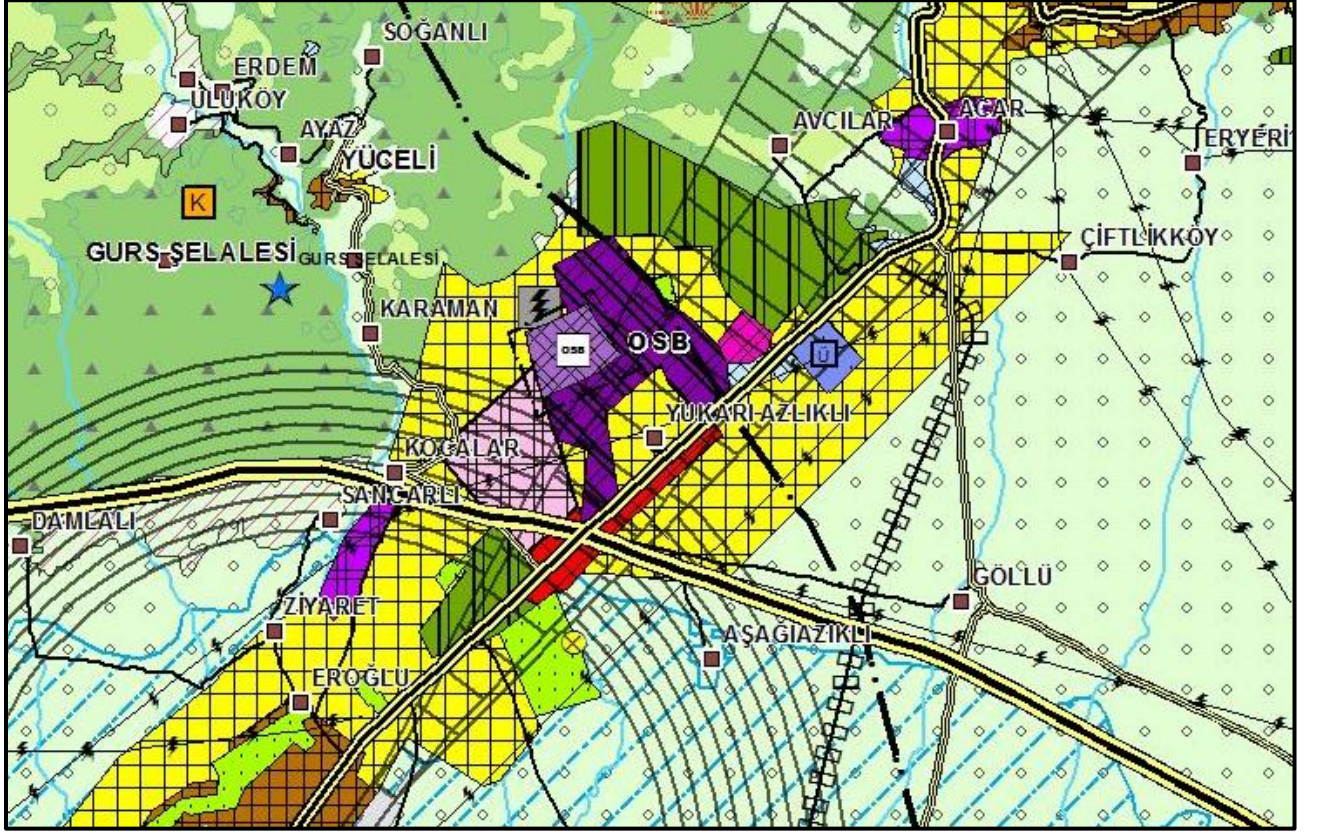 SOĞANLI
ERDEM
ULUKÖY
AVCILAR
ACAR
AYAZ
YÜCELİ
ERYERİ
K
ÇİFTLİKKÖY
GURS ŞELALESİ
GURS ŞELALESİ
KARAMAN
OSB
OSB
Ü
YUKARI AZLIKLI
KOCALAR
SANCARLI
DAMLALI
GÖLLÜ
ZİYARET
AŞAĞIAZIKLI
EROĞLU